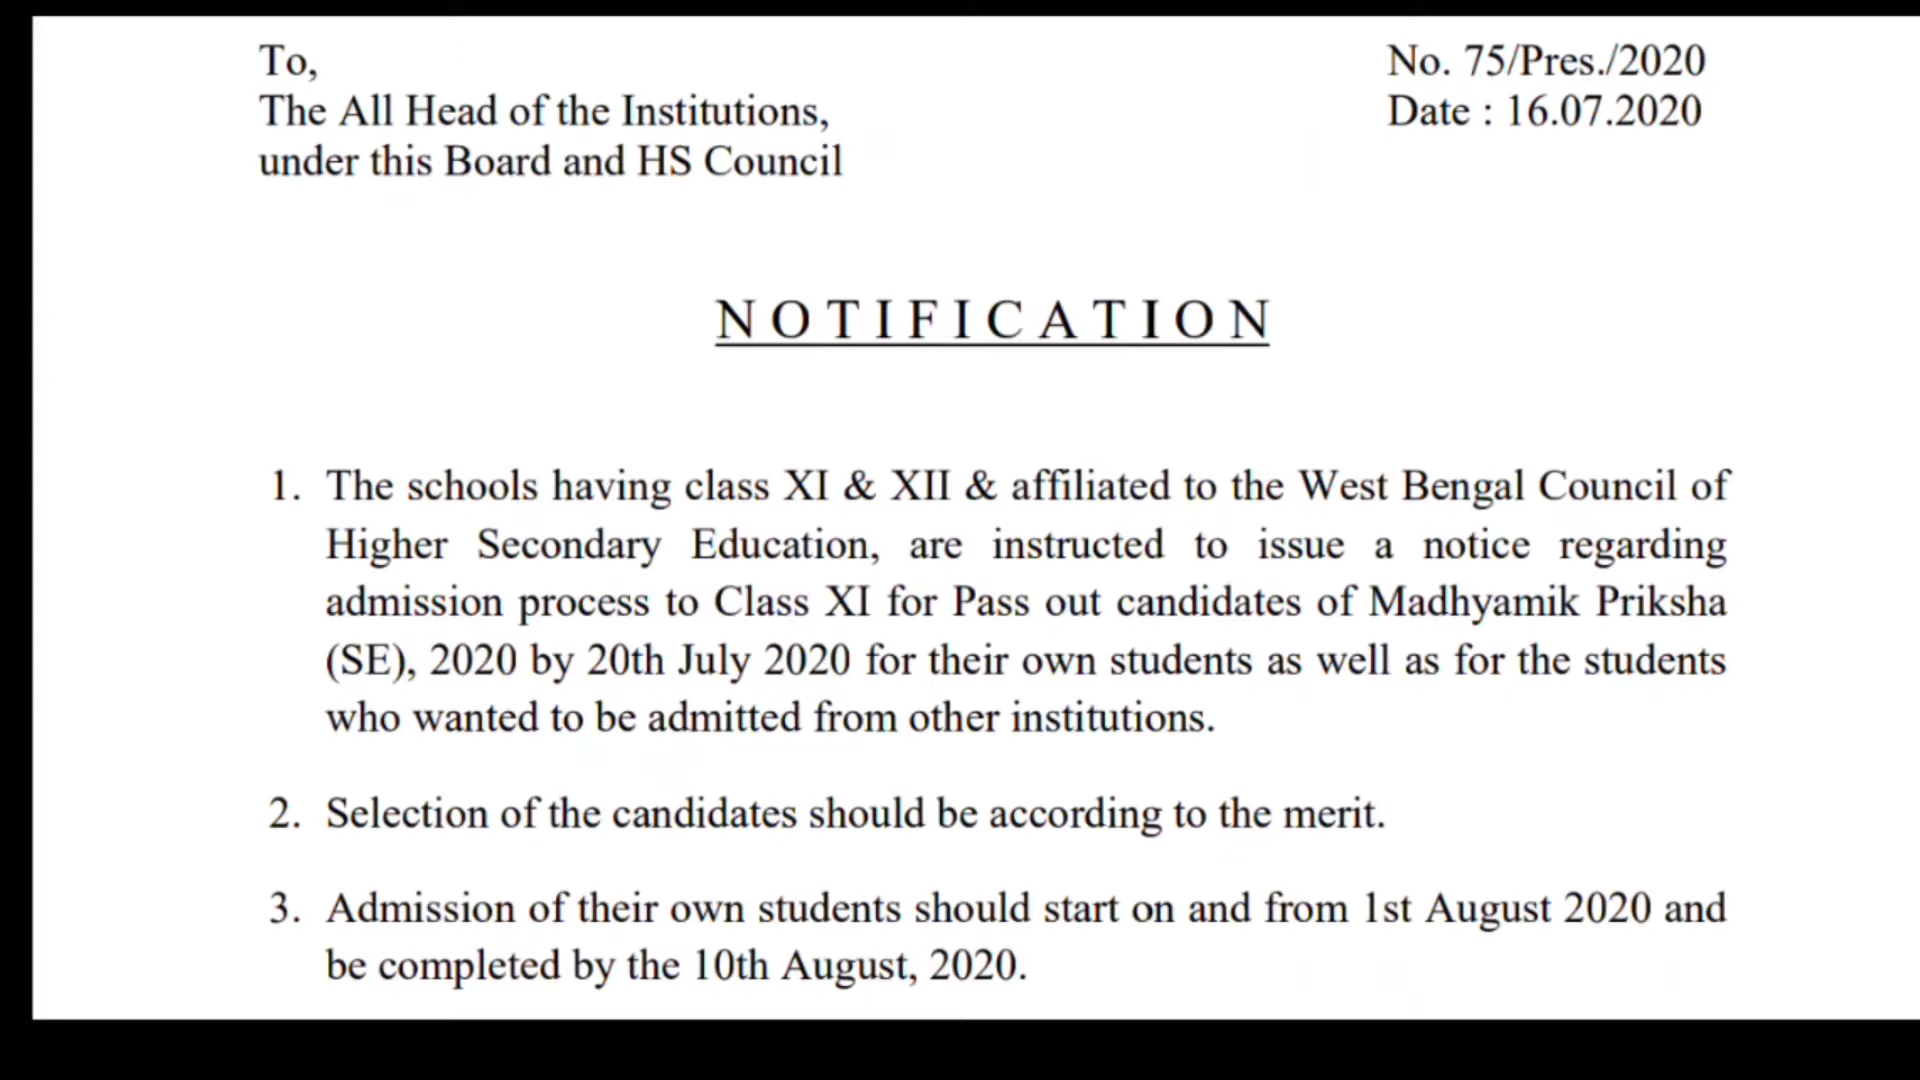 To,
The All Head of the Institutions,
under this Board and HS Council
No. 75/Pres./2020
Date : 16.07.2020
NOTIFICATION
1. The schools having class XI & XII & affiliated to the West Bengal Council of
Higher Secondary Education, are instructed to issue a notice regarding
admission process to Class XI for Pass out candidates of Madhyamik Priksha
(SE), 2020 by 20th July 2020 for their own students as well as for the students
who wanted to be admitted from other institutions.
2. Selection of the candidates should be according to the merit.
3. Admission of their own students should start on and from 1st August 2020 and
be completed by the 10th August, 2020.